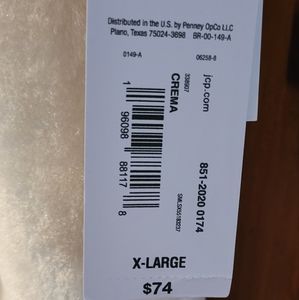 Distributed in the U.S. by Penney OpCo LLC
Plano, Texas 75024-3698 BR-00-149-A
0149-A 06258-8
jcp.com
338907
CREMA
1 96098 88117 8
851-2020 0174
X-LARGE
$74